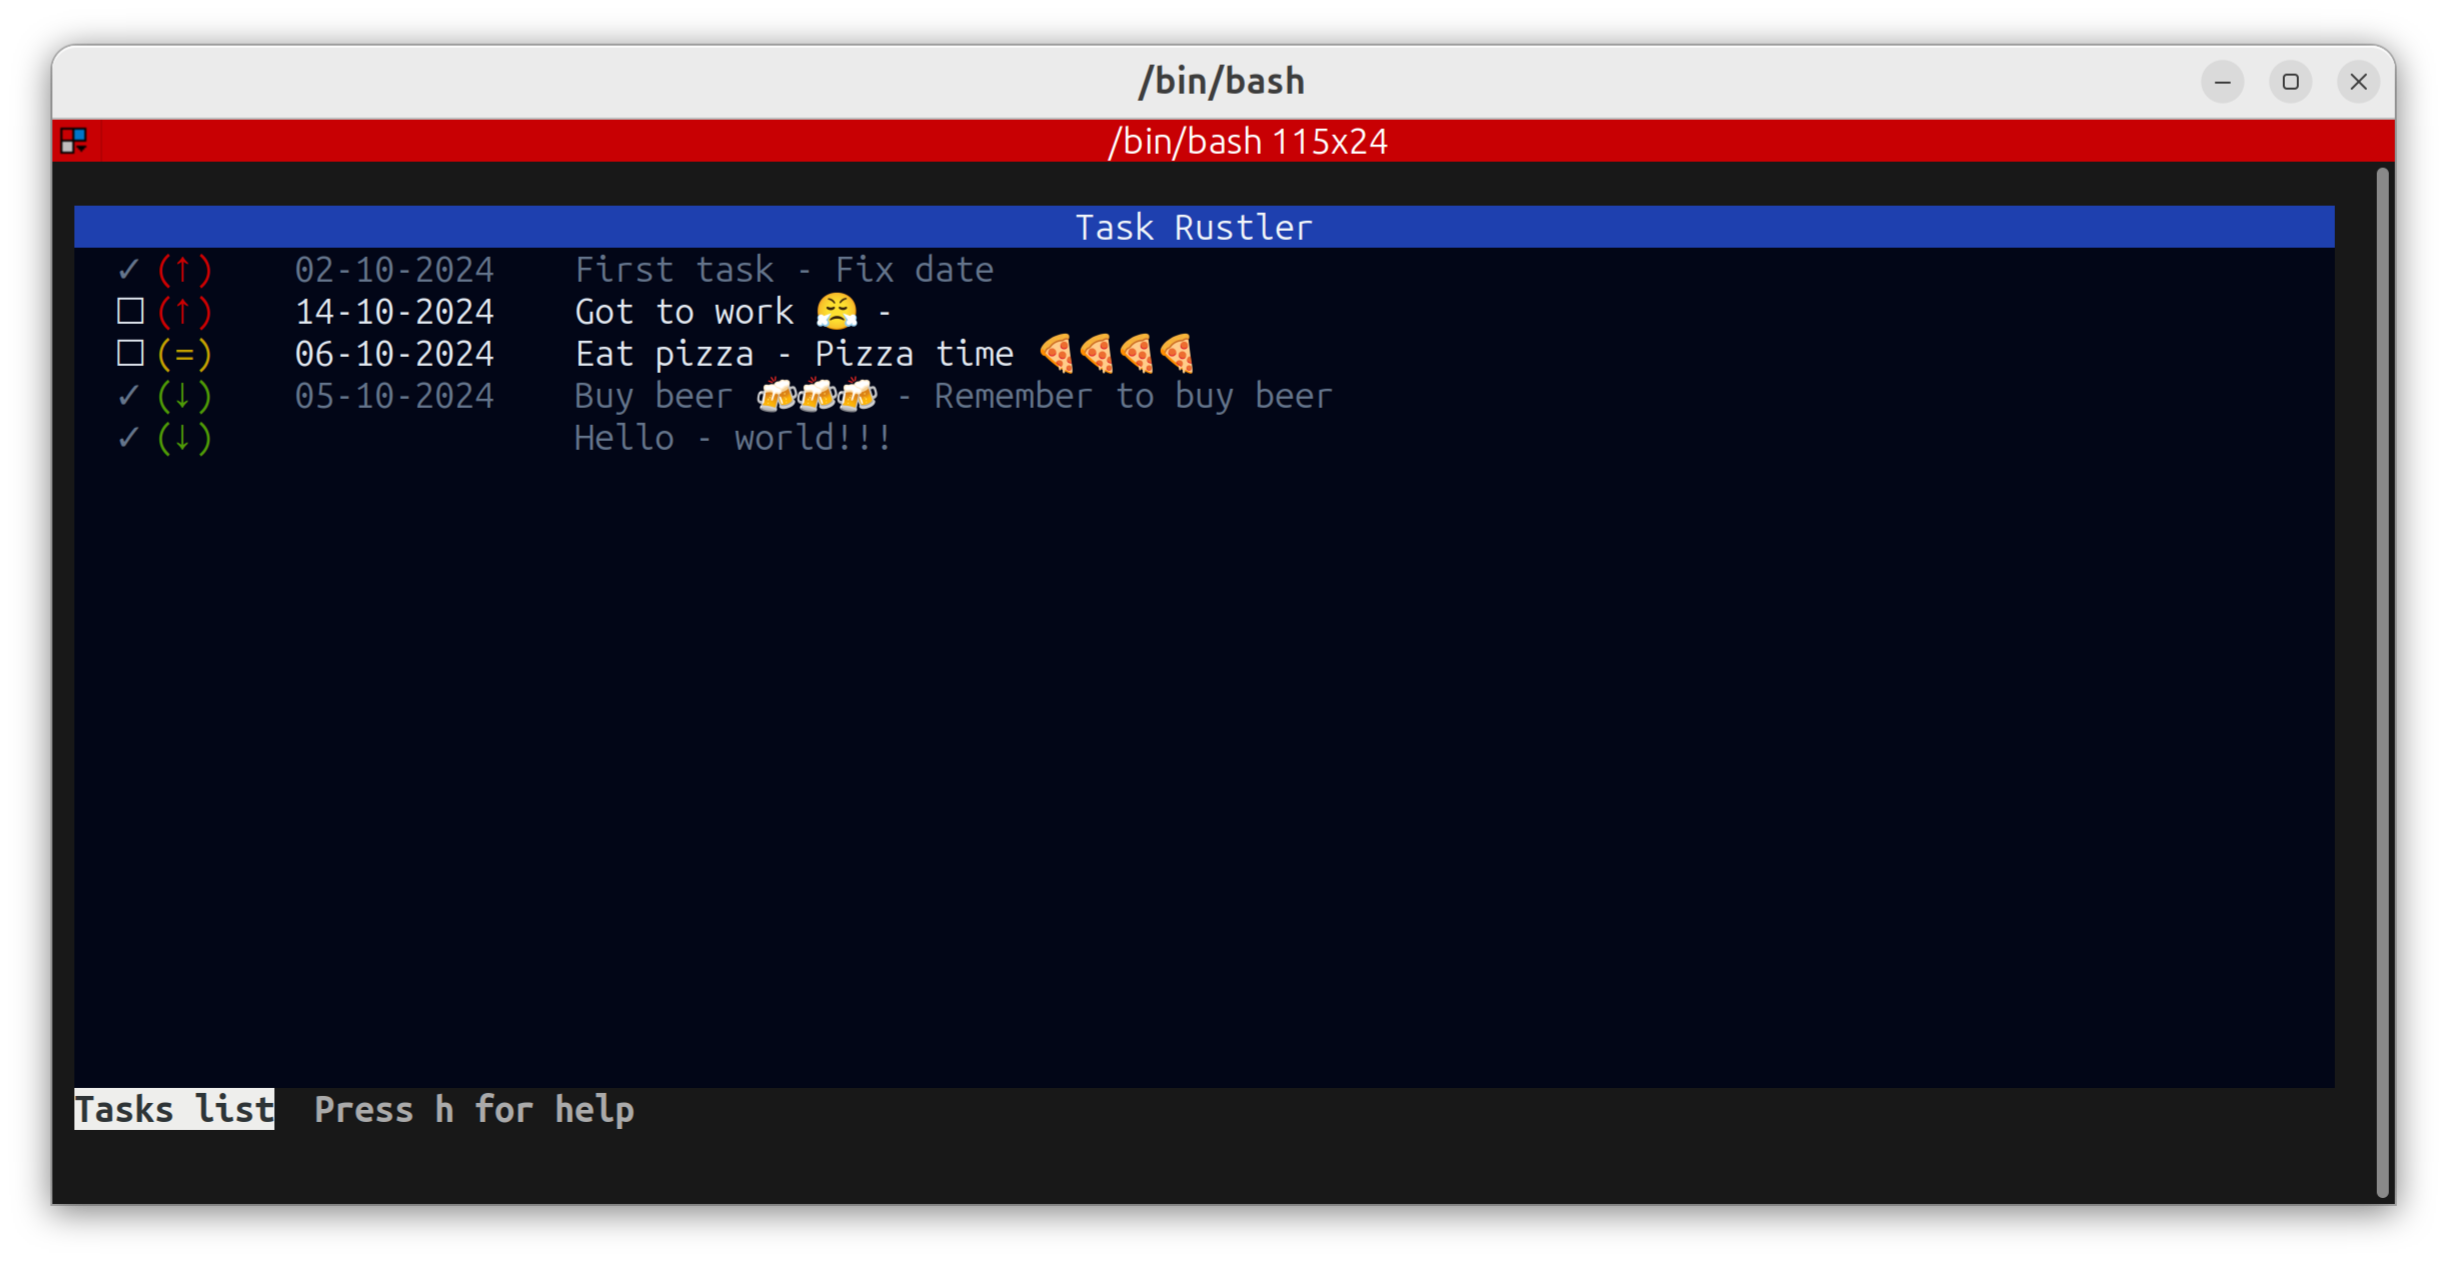 /bin/bash
/bin/bash 115x24
Task Rustler
✓ (↑) 02-10-2024 First task - Fix date
☐ (↑) 14-10-2024 Got to work 😤 -
☐ (=) 06-10-2024 Eat pizza - Pizza time 🍕🍕🍕🍕
✓ (↓) 05-10-2024 Buy beer 🍻🍻🍻 - Remember to buy beer
✓ (↓) Hello - world!!!
Tasks list Press h for help